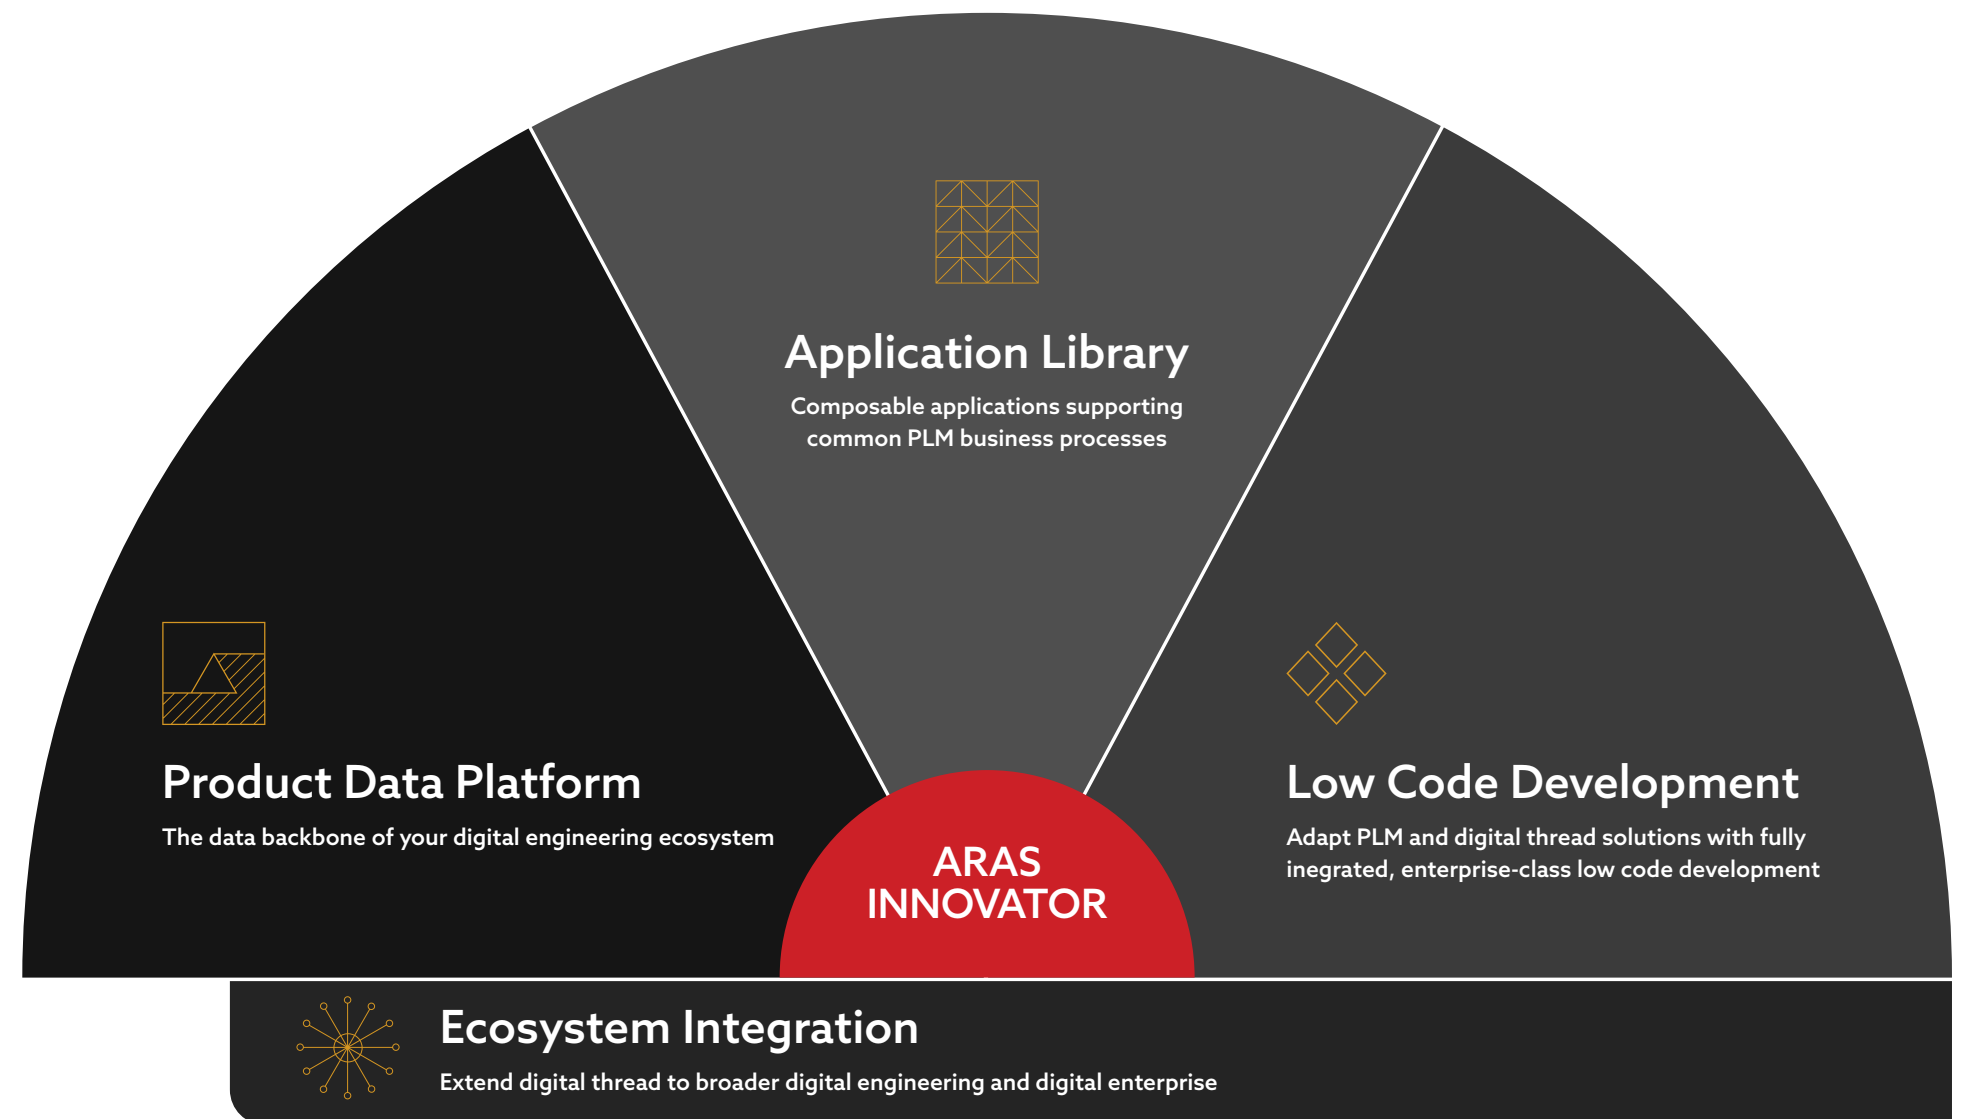 Application Library
Composable applications supporting
common PLM business processes
Product Data Platform
The data backbone of your digital engineering ecosystem
Low Code Development
Adapt PLM and digital thread solutions with fully
inegrated, enterprise-class low code development
ARAS
INNOVATOR
Ecosystem Integration
Extend digital thread to broader digital engineering and digital enterprise